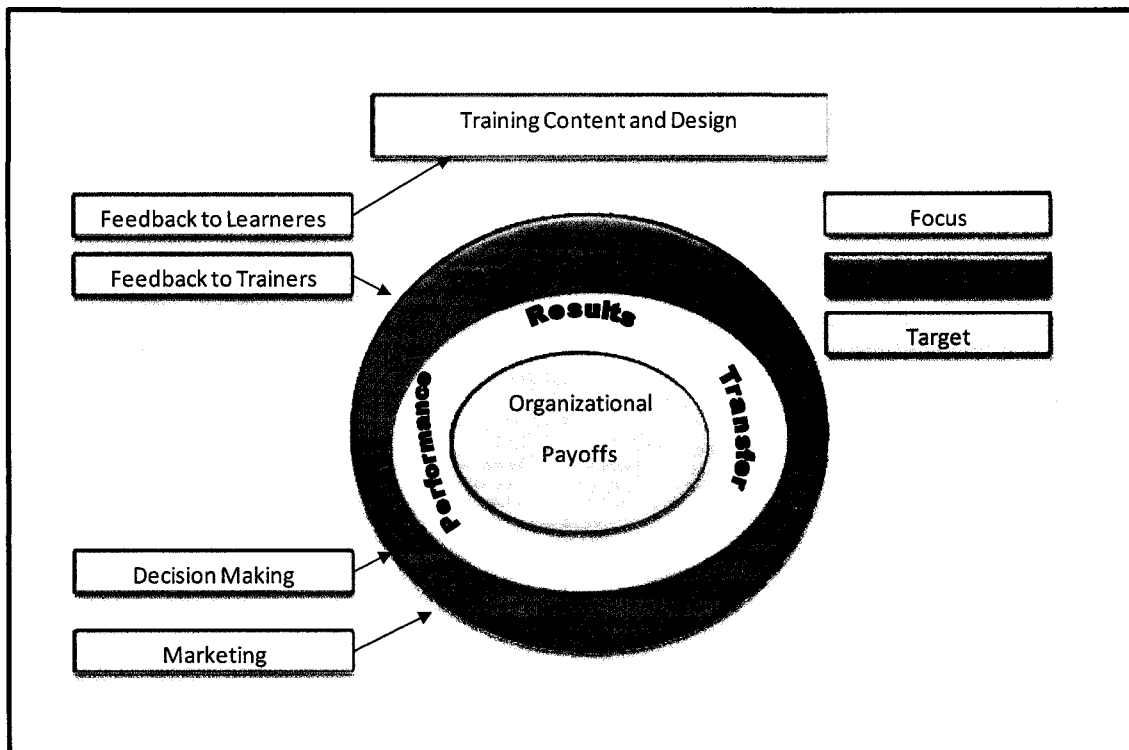 Training Content and Design
Feedback to Learneres
Focus
Feedback to Trainers
Target
Results
Performance
Transfer
Organizational
Payoffs
Decision Making
Marketing